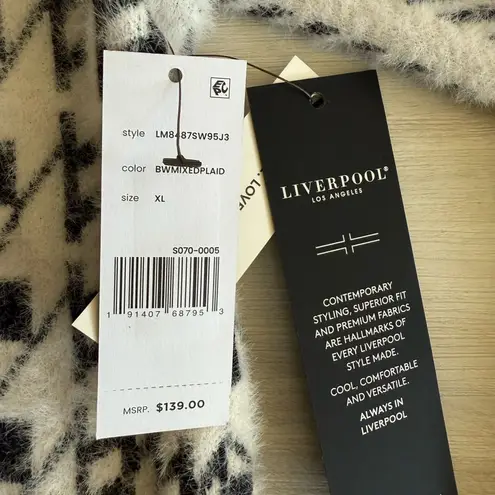 style LM8487SW95J3
color BWMIXEDPLAID
size XL
S070-0005
1 91407 68795 3
MSRP. $139.00
LOVE
LIVERPOOL®
LOS ANGELES
CONTEMPORARY
STYLING, SUPERIOR FIT
AND PREMIUM FABRICS
ARE HALLMARKS OF
EVERY LIVERPOOL
STYLE MADE.
COOL, COMFORTABLE
AND VERSATILE.
ALWAYS IN
LIVERPOOL